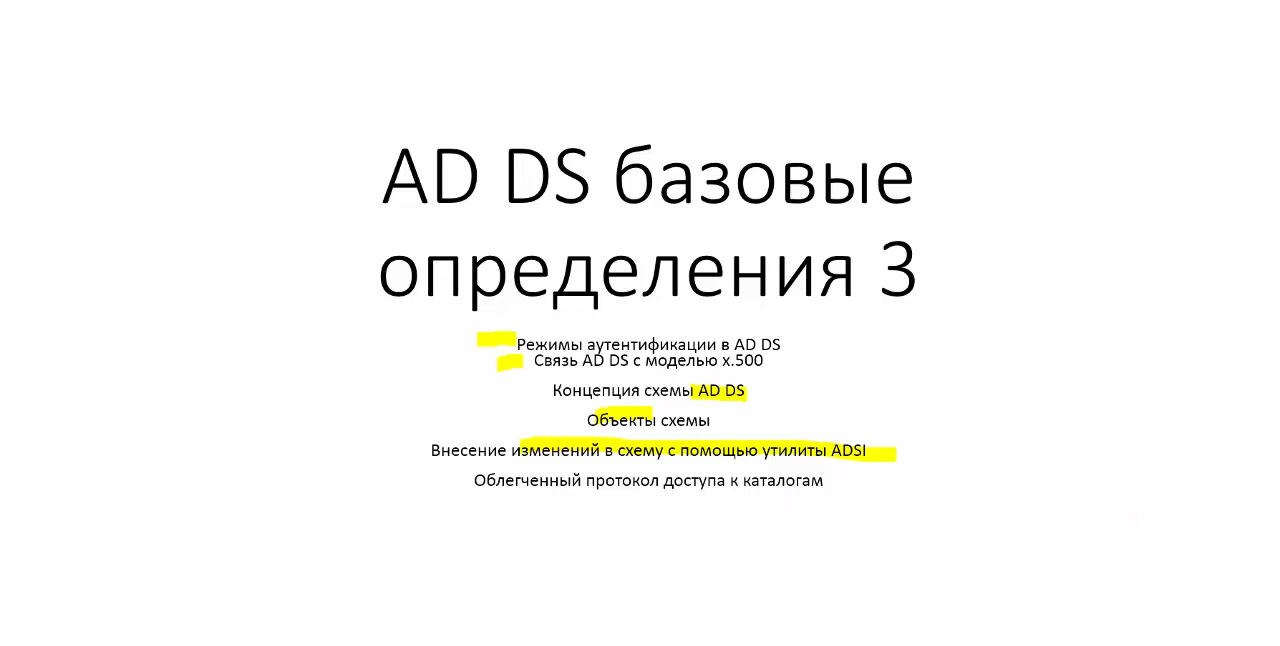 AD DS базовые
определения 3
Режимы аутентификации в AD DS
Связь AD DS с моделью x.500
Концепция схемы AD DS
Объекты схемы
Внесение изменений в схему с помощью утилиты ADSI
Облегченный протокол доступа к каталогам